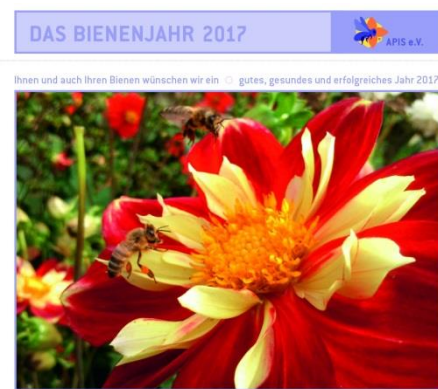 DAS BIENENJAHR 2017
APIS e.V.
Ihnen und auch Ihren Bienen wünschen wir ein gutes, gesundes und erfolgreiches Jahr 2017